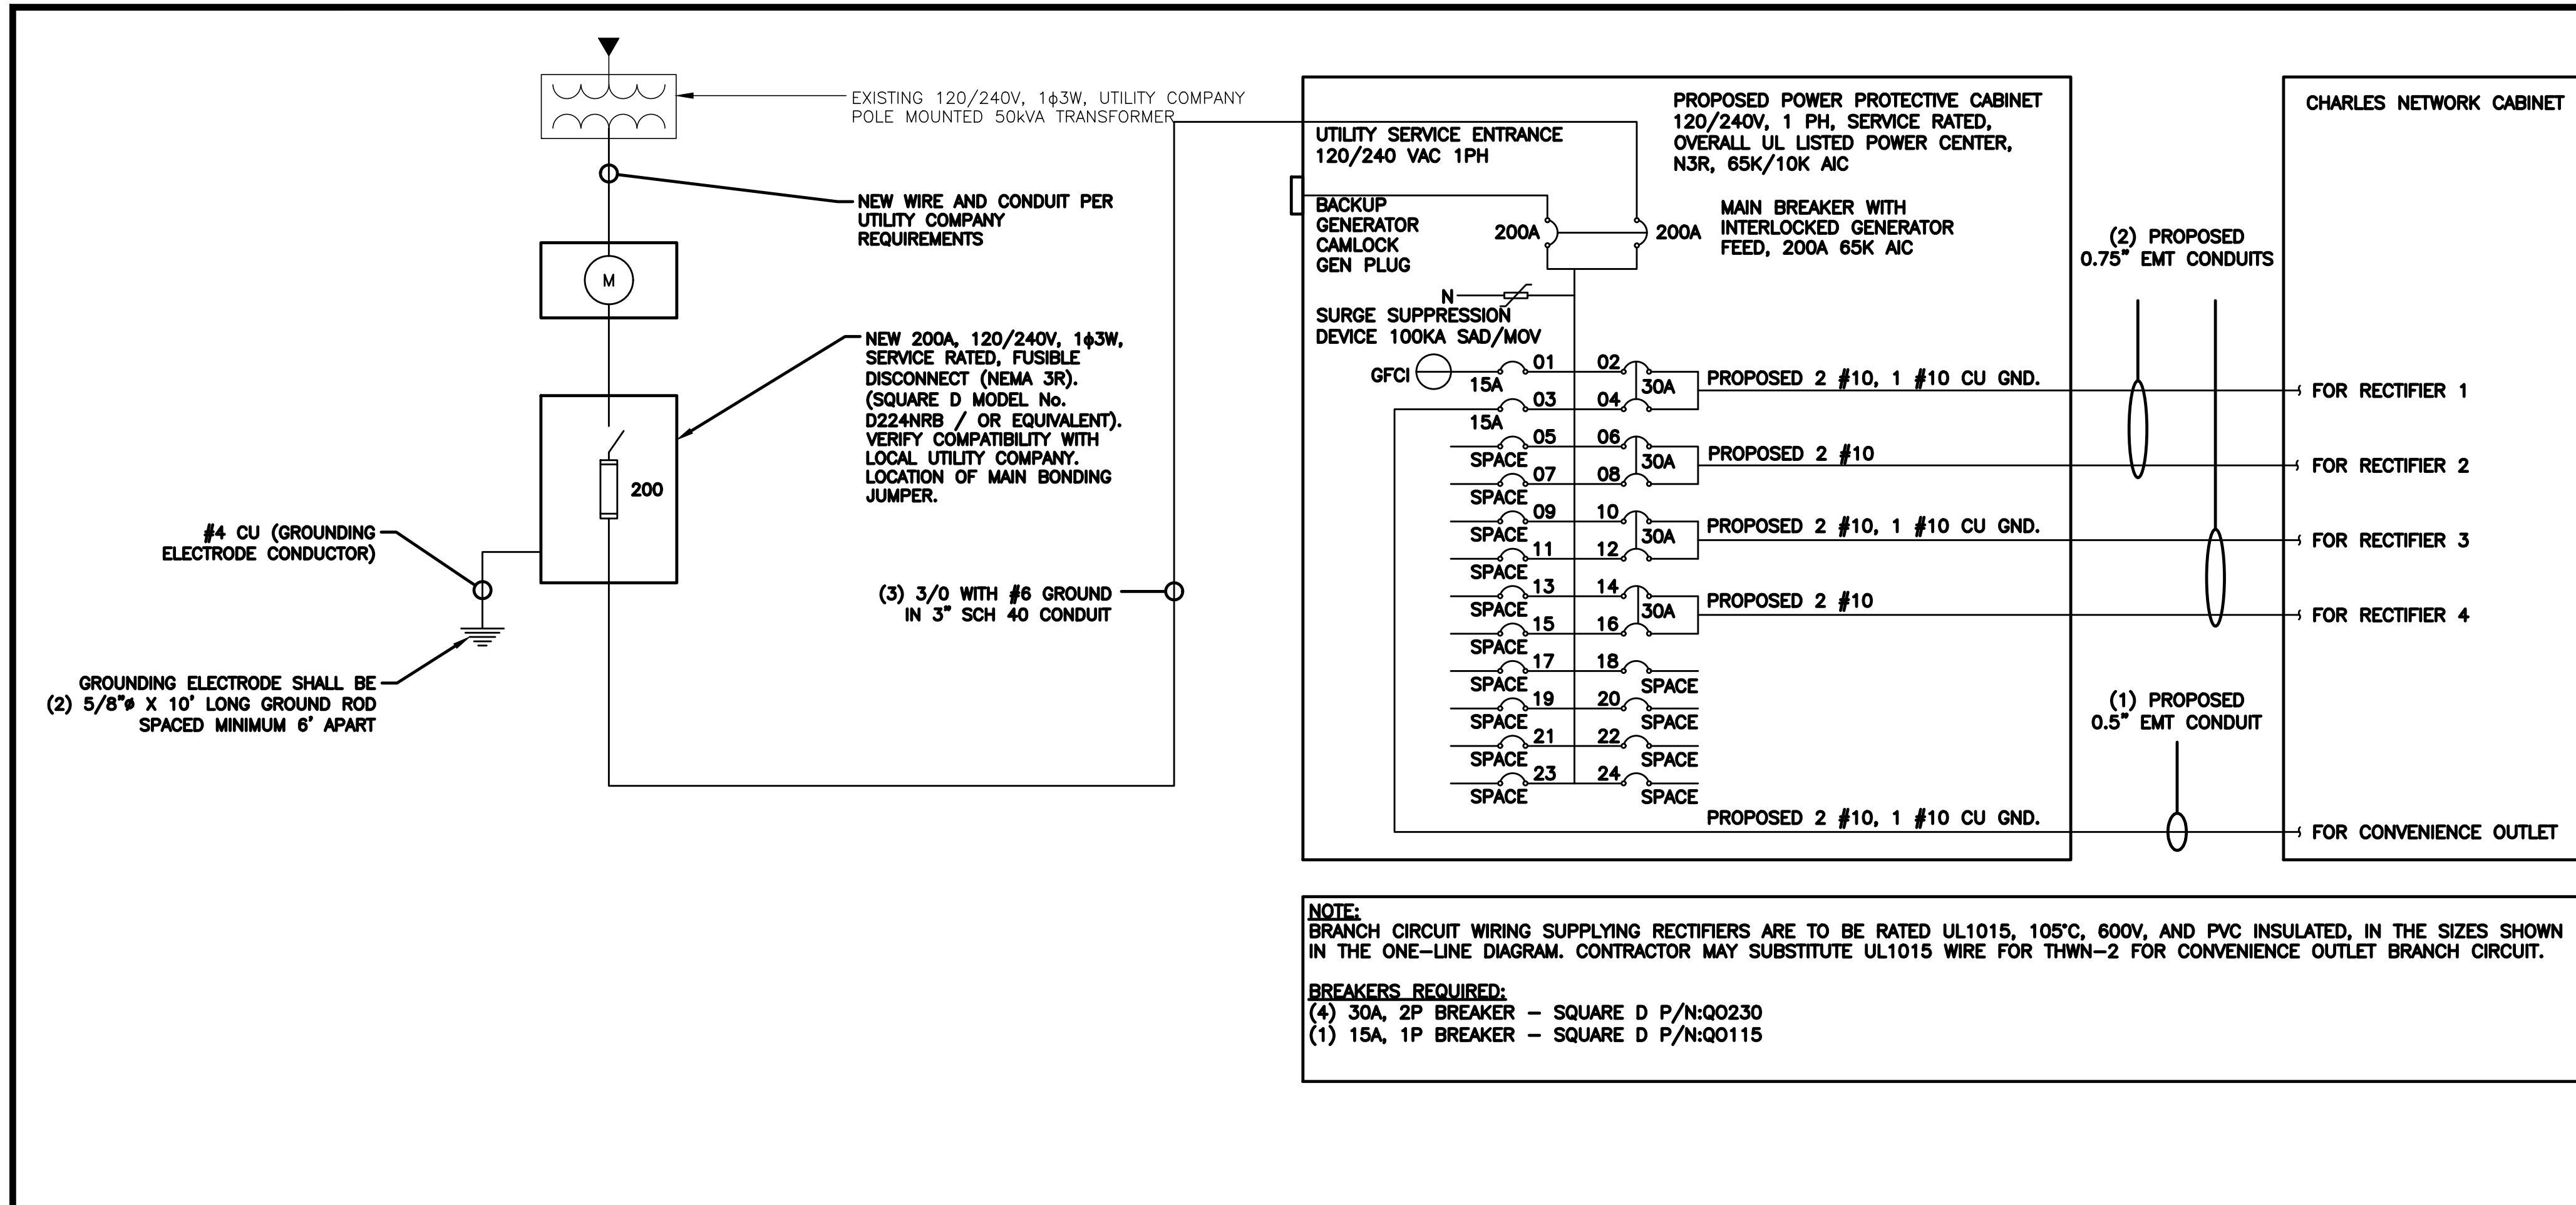 EXISTING 120/240V, 1ϕ3W, UTILITY COMPANY
POLE MOUNTED 50kVA TRANSFORMER
NEW WIRE AND CONDUIT PER
UTILITY COMPANY
REQUIREMENTS
M
NEW 200A, 120/240V, 1ϕ3W,
SERVICE RATED, FUSIBLE
DISCONNECT (NEMA 3R).
(SQUARE D MODEL No.
D224NRB / OR EQUIVALENT).
VERIFY COMPATIBILITY WITH
LOCAL UTILITY COMPANY.
LOCATION OF MAIN BONDING
JUMPER.
200
#4 CU (GROUNDING
ELECTRODE CONDUCTOR)
GROUNDING ELECTRODE SHALL BE
(2) 5/8"ø X 10' LONG GROUND ROD
SPACED MINIMUM 6' APART
(3) 3/0 WITH #6 GROUND
IN 3" SCH 40 CONDUIT
UTILITY SERVICE ENTRANCE
120/240 VAC 1PH
PROPOSED POWER PROTECTIVE CABINET
120/240V, 1 PH, SERVICE RATED,
OVERALL UL LISTED POWER CENTER,
N3R, 65K/10K AIC
BACKUP
GENERATOR
CAMLOCK
GEN PLUG
200A
200A
MAIN BREAKER WITH
INTERLOCKED GENERATOR
FEED, 200A 65K AIC
N
SURGE SUPPRESSION
DEVICE 100KA SAD/MOV
GFCI
01 02
15A
30A
PROPOSED 2 #10, 1 #10 CU GND.
03 04
15A
05 06
SPACE
30A
PROPOSED 2 #10
07 08
SPACE
09 10
SPACE
30A
PROPOSED 2 #10, 1 #10 CU GND.
11 12
SPACE
13 14
SPACE
30A
PROPOSED 2 #10
15 16
SPACE
17 18
SPACE SPACE
19 20
SPACE SPACE
21 22
SPACE SPACE
23 24
SPACE SPACE
PROPOSED 2 #10, 1 #10 CU GND.
(2) PROPOSED
0.75" EMT CONDUITS
(1) PROPOSED
0.5" EMT CONDUIT
CHARLES NETWORK CABINET
FOR RECTIFIER 1
FOR RECTIFIER 2
FOR RECTIFIER 3
FOR RECTIFIER 4
FOR CONVENIENCE OUTLET
NOTE:
BRANCH CIRCUIT WIRING SUPPLYING RECTIFIERS ARE TO BE RATED UL1015, 105°C, 600V, AND PVC INSULATED, IN THE SIZES SHOWN
IN THE ONE-LINE DIAGRAM. CONTRACTOR MAY SUBSTITUTE UL1015 WIRE FOR THWN-2 FOR CONVENIENCE OUTLET BRANCH CIRCUIT.
BREAKERS REQUIRED:
(4) 30A, 2P BREAKER - SQUARE D P/N:QO230
(1) 15A, 1P BREAKER - SQUARE D P/N:QO115